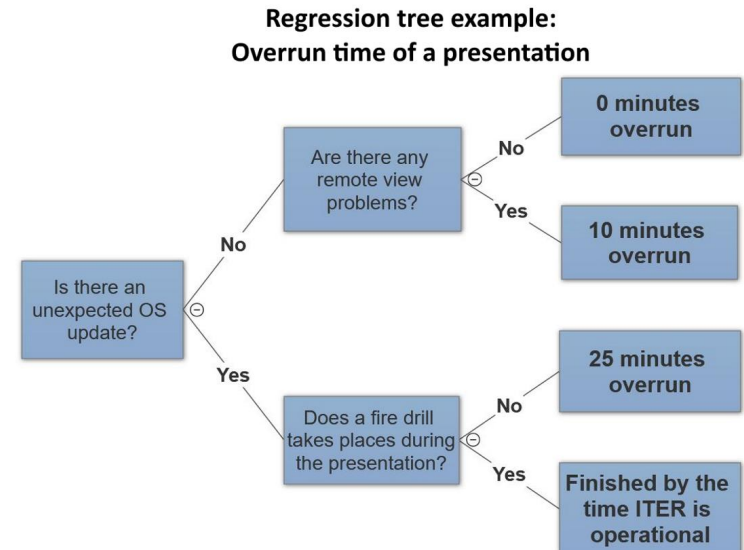 Regression tree example:
Overrun time of a presentation
0 minutes
overrun
No
Are there any
remote view
problems?
Yes
10 minutes
overrun
No
Is there an
unexpected OS
update?
Yes
25 minutes
overrun
No
Does a fire drill
takes places during
the presentation?
Yes
Finished by the
time ITER is
operational